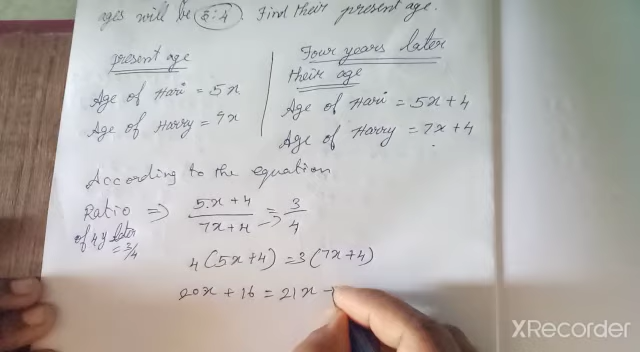 ages will be 3:4. Find their present age.
present age
Age of Hari = 5x
Age of Harry = 7x
Four years later
their age
Age of Hari = 5x+4
Age of Harry = 7x+4
According to the equation
Ratio ⇒ 5x+4 / 7x+4 = 3/4
of 4 y later
= 3/4
4(5x+4) = 3(7x+4)
20x + 16 = 21x +
XRecorder